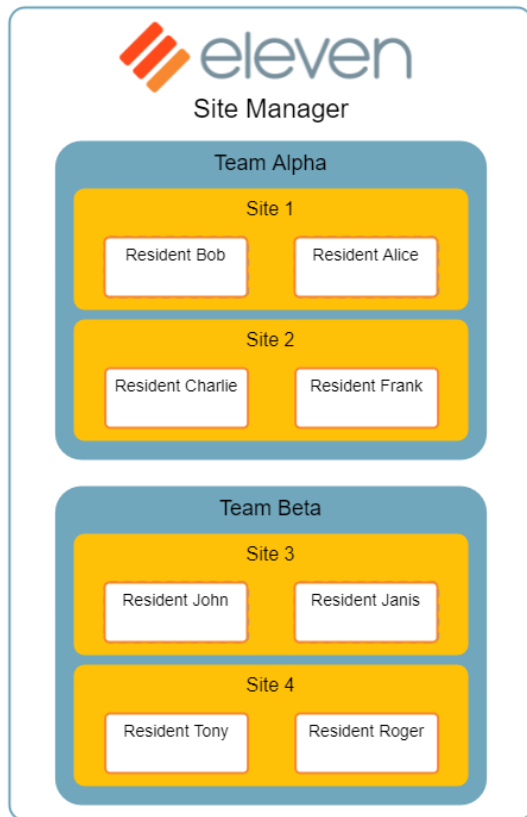 eleven
Site Manager
Team Alpha
Site 1
Resident Bob
Resident Alice
Site 2
Resident Charlie
Resident Frank
Team Beta
Site 3
Resident John
Resident Janis
Site 4
Resident Tony
Resident Roger